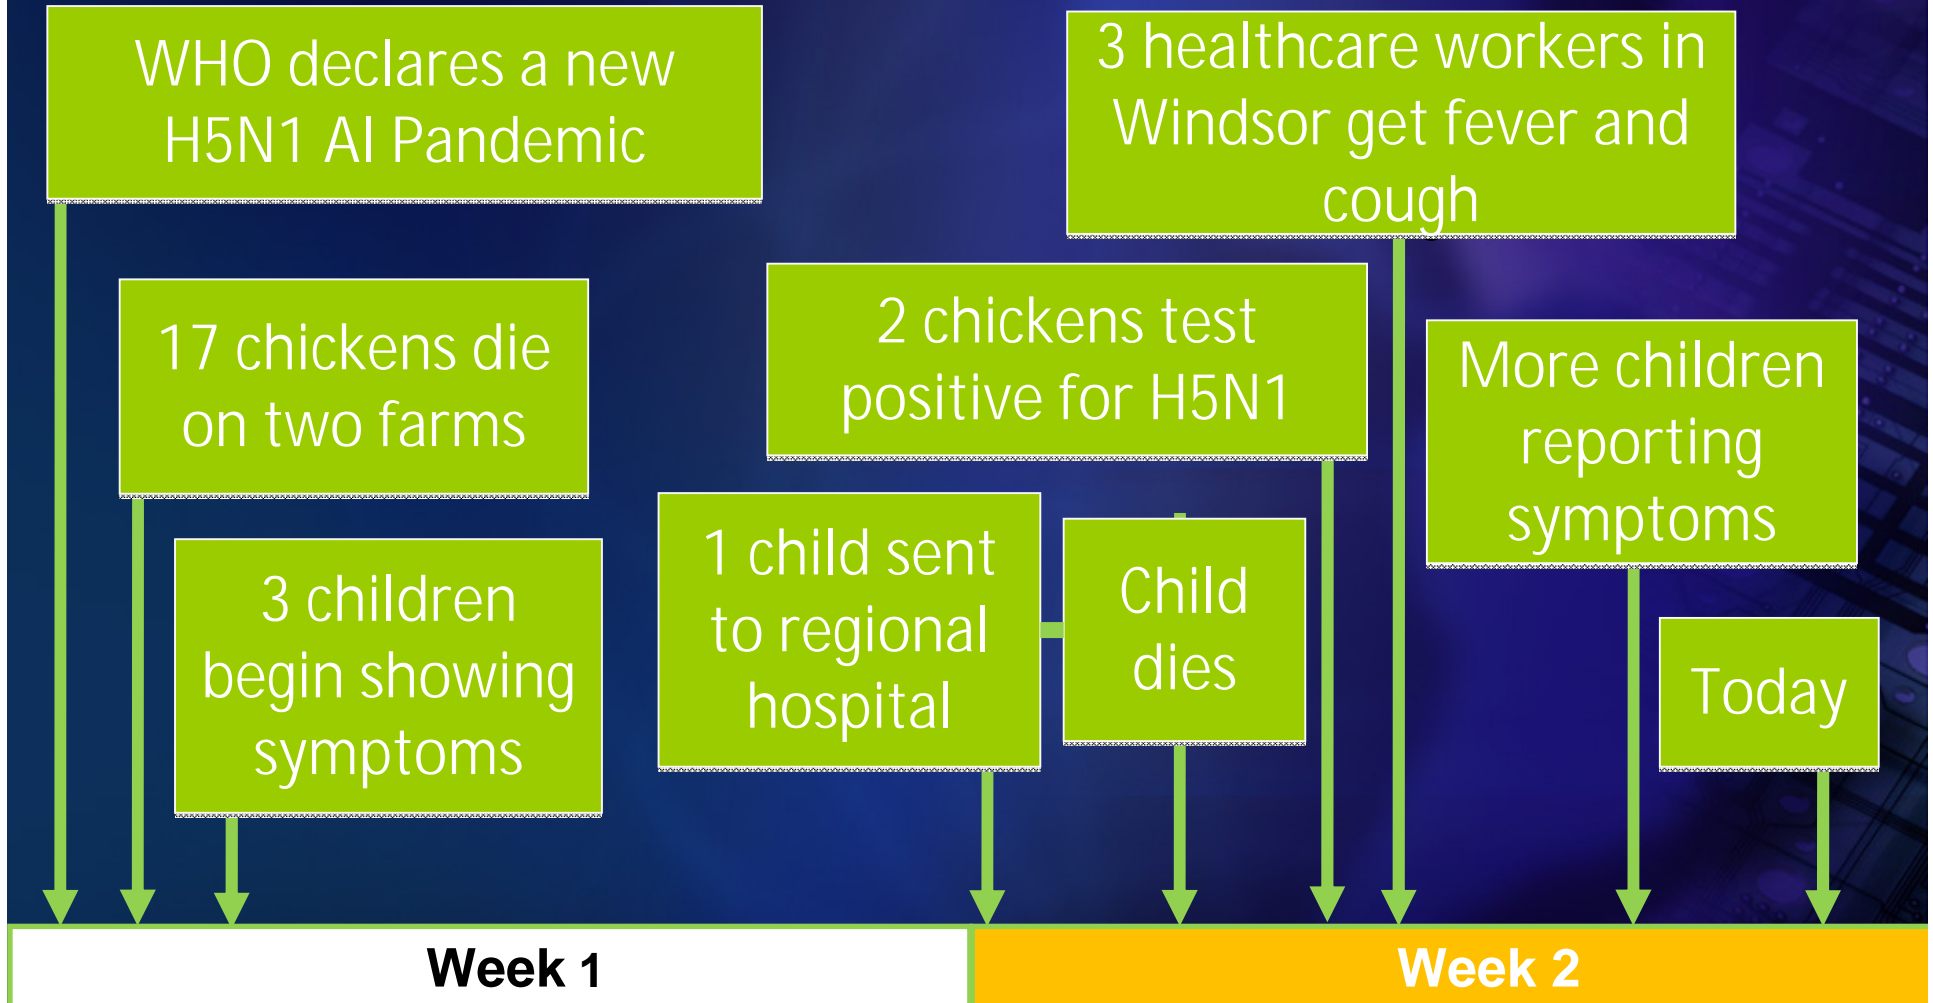 WHO declares a new
H5N1 AI Pandemic
17 chickens die
on two farms
3 children
begin showing
symptoms
1 child sent
to regional
hospital
Child
dies
2 chickens test
positive for H5N1
3 healthcare workers in
Windsor get fever and
cough
More children
reporting
symptoms
Today
Week 1
Week 2